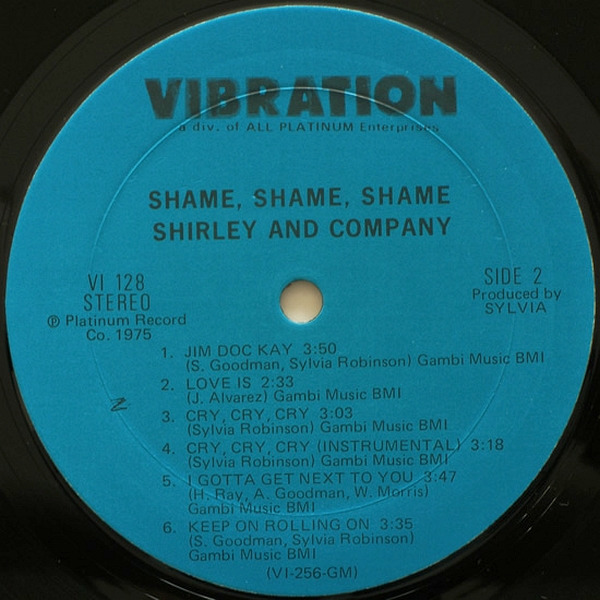 VIBRATION
a div. of ALL PLATINUM Enterprises
SHAME, SHAME, SHAME
SHIRLEY AND COMPANY
VI 128
STEREO
℗ Platinum Record
Co. 1975
SIDE 2
Produced by
SYLVIA
1. JIM DOC KAY 3:50
(S. Goodman, Sylvia Robinson) Gambi Music BMI
2. LOVE IS 2:33
(J. Alvarez) Gambi Music BMI
3. CRY, CRY, CRY 3:03
(Sylvia Robinson) Gambi Music BMI
4. CRY, CRY, CRY (INSTRUMENTAL) 3:18
(Sylvia Robinson) Gambi Music BMI
5. I GOTTA GET NEXT TO YOU 3:47
(H. Ray, A. Goodman, W. Morris)
Gambi Music BMI
6. KEEP ON ROLLING ON 3:35
(S. Goodman, Sylvia Robinson)
Gambi Music BMI
(VI-256-GM)